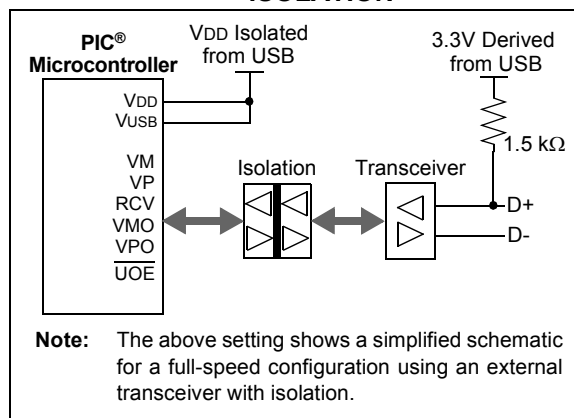 ISOLATION
PIC®
Microcontroller
VDD Isolated
from USB
3.3V Derived
from USB
VDD
VUSB
1.5 kΩ
VM
VP
RCV
VMO
VPO
UOE
Isolation
Transceiver
D+
D-
Note: The above setting shows a simplified schematic
for a full-speed configuration using an external
transceiver with isolation.